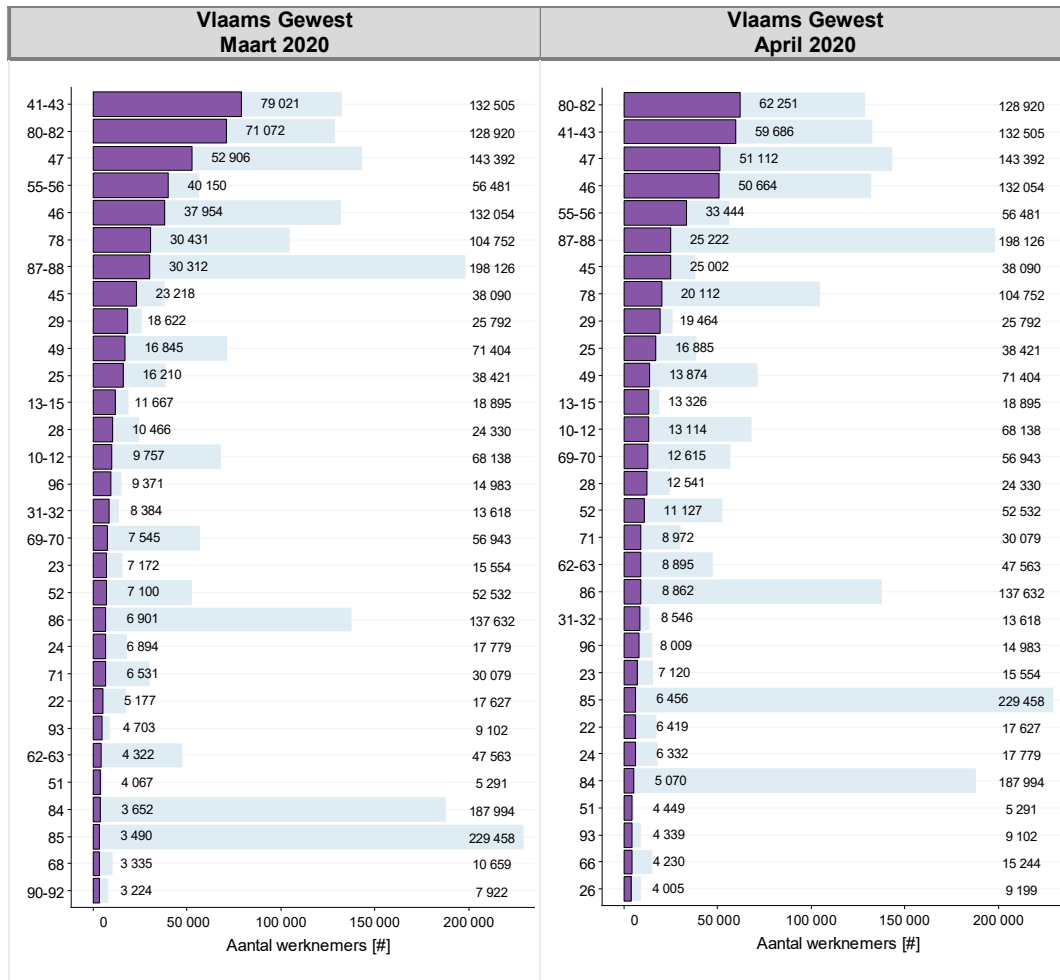 Vlaams Gewest
Maart 2020
41-43 79 021 132 505
80-82 71 072 128 920
47 52 906 143 392
55-56 40 150 56 481
46 37 954 132 054
78 30 431 104 752
87-88 30 312 198 126
45 23 218 38 090
29 18 622 25 792
49 16 845 71 404
25 16 210 38 421
13-15 11 667 18 895
28 10 466 24 330
10-12 9 757 68 138
96 9 371 14 983
31-32 8 384 13 618
69-70 7 545 56 943
23 7 172 15 554
52 7 100 52 532
86 6 901 137 632
24 6 894 17 779
71 6 531 30 079
22 5 177 17 627
93 4 703 9 102
62-63 4 322 47 563
51 4 067 5 291
84 3 652 187 994
85 3 490 229 458
68 3 335 10 659
90-92 3 224 7 922
0 50 000 100 000 150 000 200 000
Aantal werknemers [#]
Vlaams Gewest
April 2020
80-82 62 251 128 920
41-43 59 686 132 505
47 51 112 143 392
46 50 664 132 054
55-56 33 444 56 481
87-88 25 222 198 126
45 25 002 38 090
78 20 112 104 752
29 19 464 25 792
25 16 885 38 421
49 13 874 71 404
13-15 13 326 18 895
10-12 13 114 68 138
69-70 12 615 56 943
28 12 541 24 330
52 11 127 52 532
71 8 972 30 079
62-63 8 895 47 563
86 8 862 137 632
31-32 8 546 13 618
96 8 009 14 983
23 7 120 15 554
85 6 456 229 458
22 6 419 17 627
24 6 332 17 779
84 5 070 187 994
51 4 449 5 291
93 4 339 9 102
66 4 230 15 244
26 4 005 9 199
0 50 000 100 000 150 000 200 000
Aantal werknemers [#]